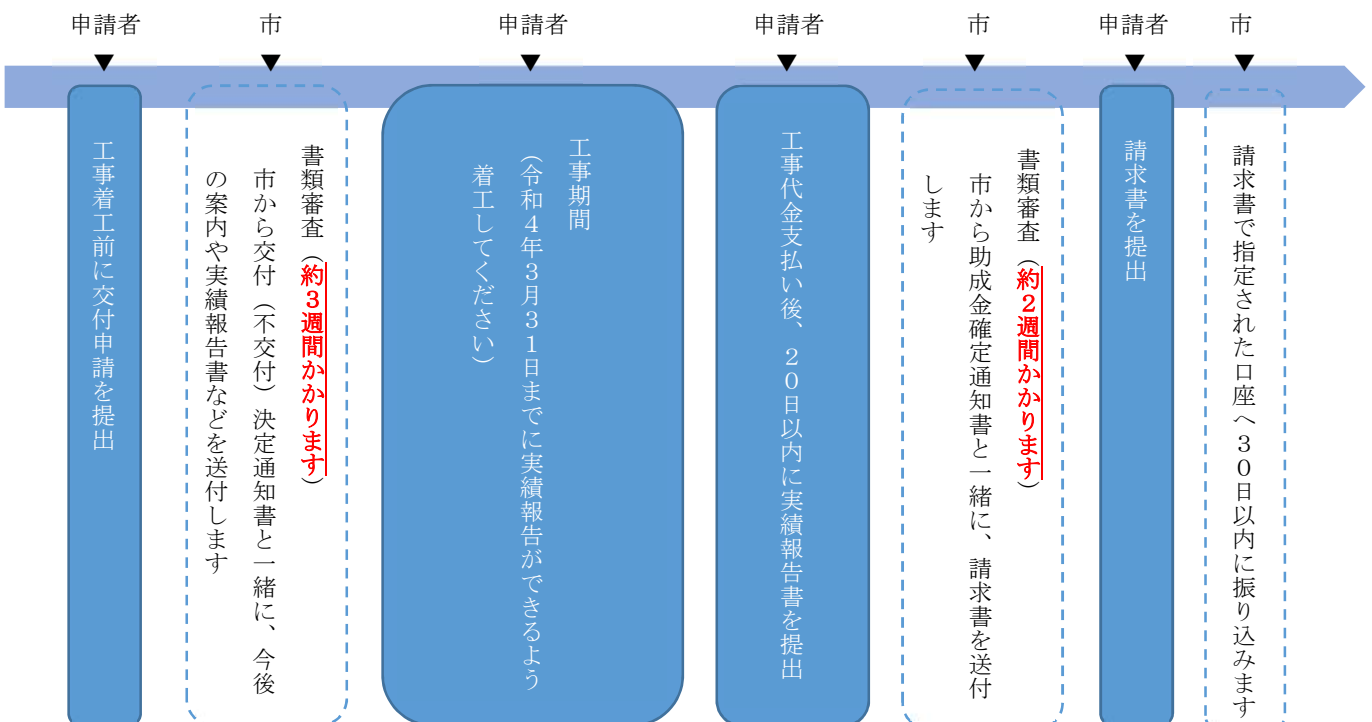 申請者
市
申請者
申請者
市
申請者
市
工事着工前に交付申請を提出
書類審査（約３週間かかります）
市から交付（不交付）決定通知書と一緒に、今後
の案内や実績報告書などを送付します
工事期間
（令和４年３月３１日までに実績報告ができるよう
着工してください）
工事代金支払い後、２０日以内に実績報告書を提出
書類審査（約２週間かかります）
市から助成金確定通知書と一緒に、請求書を送付
します
請求書を提出
請求書で指定された口座へ３０日以内に振り込みます